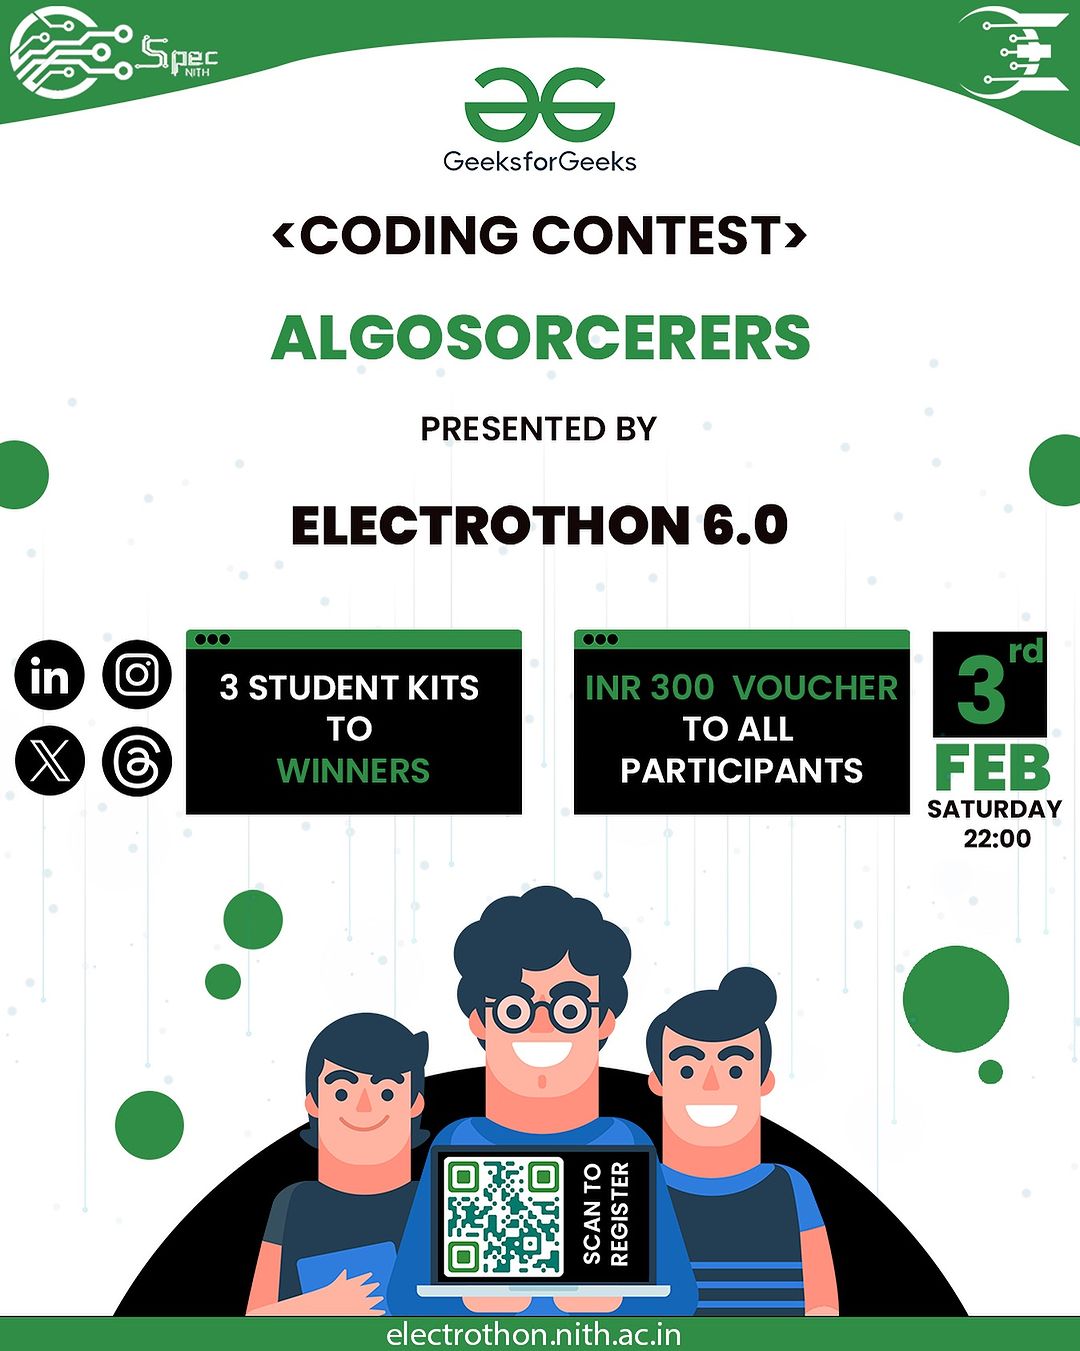 Spec
NITH
GeeksforGeeks
<CODING CONTEST>
ALGOSORCERERS
PRESENTED BY
ELECTROTHON 6.0
in
3 STUDENT KITS
TO
WINNERS
INR 300 VOUCHER
TO ALL
PARTICIPANTS
3rd
FEB
SATURDAY
22:00
SCAN TO
REGISTER
electrothon.nith.ac.in